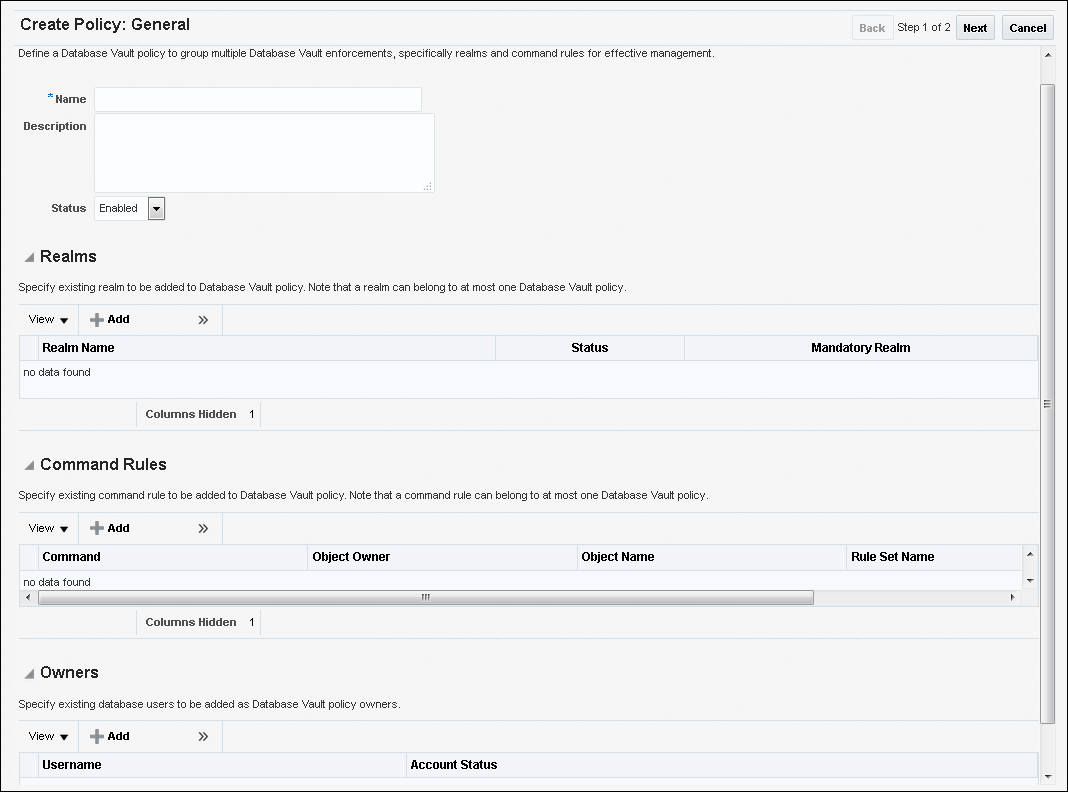 Create Policy: General
Back Step 1 of 2 Next Cancel
Define a Database Vault policy to group multiple Database Vault enforcements, specifically realms and command rules for effective management.
* Name
Description
Status Enabled
Realms
Specify existing realm to be added to Database Vault policy. Note that a realm can belong to at most one Database Vault policy.
View Add »
Realm Name Status Mandatory Realm
no data found
Columns Hidden 1
Command Rules
Specify existing command rule to be added to Database Vault policy. Note that a command rule can belong to at most one Database Vault policy.
View Add »
Command Object Owner Object Name Rule Set Name
no data found
Columns Hidden 1
Owners
Specify existing database users to be added as Database Vault policy owners.
View Add »
Username Account Status